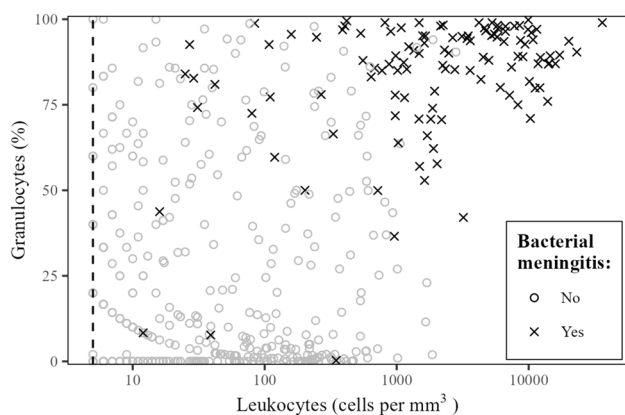 100
75
50
25
0
Granulocytes (%)
10
100
1000
10000
Leukocytes (cells per mm³ )
Bacterial
meningitis:
No
Yes